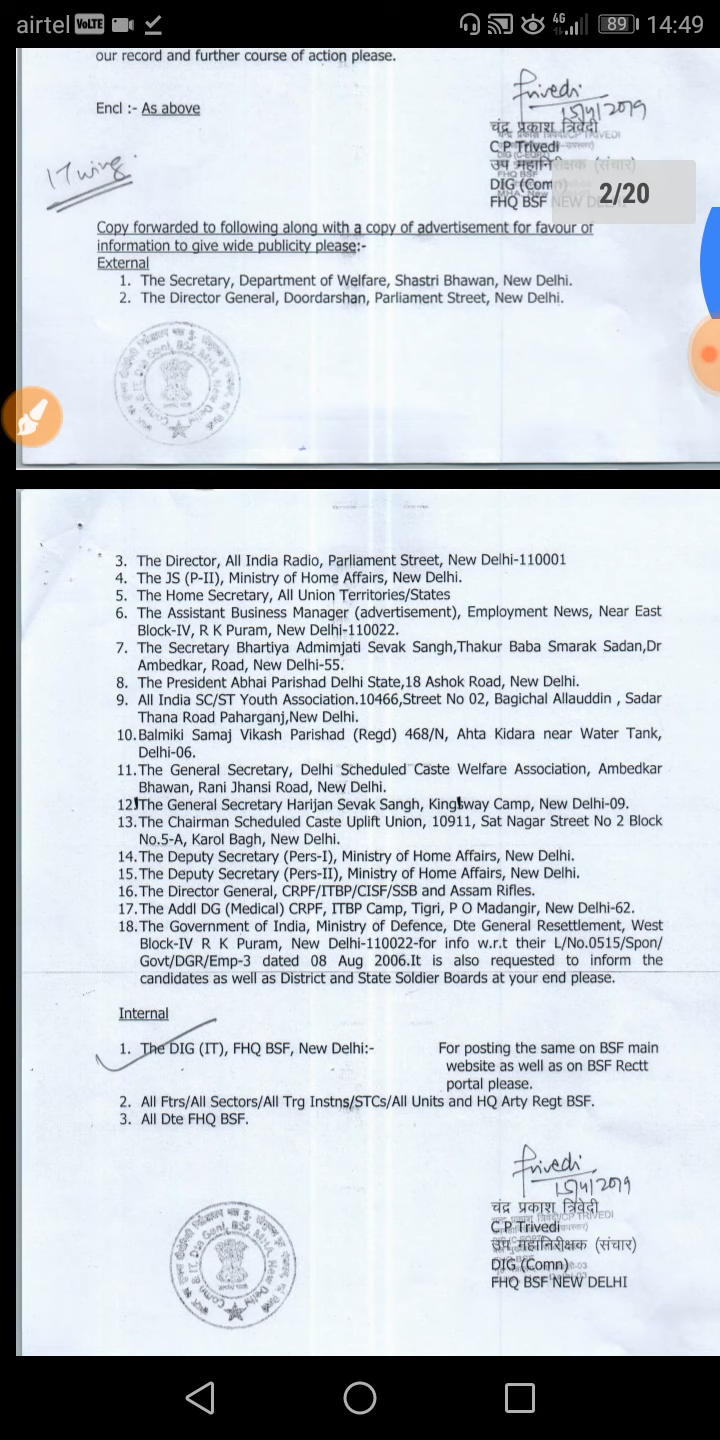 airtel VoLTE 4G 89 14:49
our record and further course of action please.
Encl :- As above
Trivedi
15/4/2019
चंद्र प्रकाश त्रिवेदी
C P Trivedi
IT wing
DIG (Com
FHQ BSF NEW
2/20
Copy forwarded to following along with a copy of advertisement for favour of
information to give wide publicity please:-
External
1. The Secretary, Department of Welfare, Shastri Bhawan, New Delhi.
2. The Director General, Doordarshan, Parliament Street, New Delhi.
3. The Director, All India Radio, Parliament Street, New Delhi-110001
4. The JS (P-II), Ministry of Home Affairs, New Delhi.
5. The Home Secretary, All Union Territories/States
6. The Assistant Business Manager (advertisement), Employment News, Near East
Block-IV, R K Puram, New Delhi-110022.
7. The Secretary Bhartiya Admimjati Sevak Sangh,Thakur Baba Smarak Sadan,Dr
Ambedkar, Road, New Delhi-55.
8. The President Abhai Parishad Delhi State,18 Ashok Road, New Delhi.
9. All India SC/ST Youth Association.10466,Street No 02, Bagichal Allauddin , Sadar
Thana Road Paharganj,New Delhi.
10.Balmiki Samaj Vikash Parishad (Regd) 468/N, Ahta Kidara near Water Tank,
Delhi-06.
11.The General Secretary, Delhi Scheduled Caste Welfare Association, Ambedkar
Bhawan, Rani Jhansi Road, New Delhi.
12.The General Secretary Harijan Sevak Sangh, Kingsway Camp, New Delhi-09.
13.The Chairman Scheduled Caste Uplift Union, 10911, Sat Nagar Street No 2 Block
No.5-A, Karol Bagh, New Delhi.
14.The Deputy Secretary (Pers-I), Ministry of Home Affairs, New Delhi.
15.The Deputy Secretary (Pers-II), Ministry of Home Affairs, New Delhi.
16.The Director General, CRPF/ITBP/CISF/SSB and Assam Rifles.
17.The Addl DG (Medical) CRPF, ITBP Camp, Tigri, P O Madangir, New Delhi-62.
18.The Government of India, Ministry of Defence, Dte General Resettlement, West
Block-IV R K Puram, New Delhi-110022-for info w.r.t their L/No.0515/Spon/
Govt/DGR/Emp-3 dated 08 Aug 2006.It is also requested to inform the
candidates as well as District and State Soldier Boards at your end please.
Internal
1. The DIG (IT), FHQ BSF, New Delhi:- For posting the same on BSF main
website as well as on BSF Rectt
portal please.
2. All Ftrs/All Sectors/All Trg Instns/STCs/All Units and HQ Arty Regt BSF.
3. All Dte FHQ BSF.
Trivedi
15/4/2019
चंद्र प्रकाश त्रिवेदी
C P Trivedi
उप महानिरीक्षक (संचार)
DIG (Comn)
FHQ BSF NEW DELHI